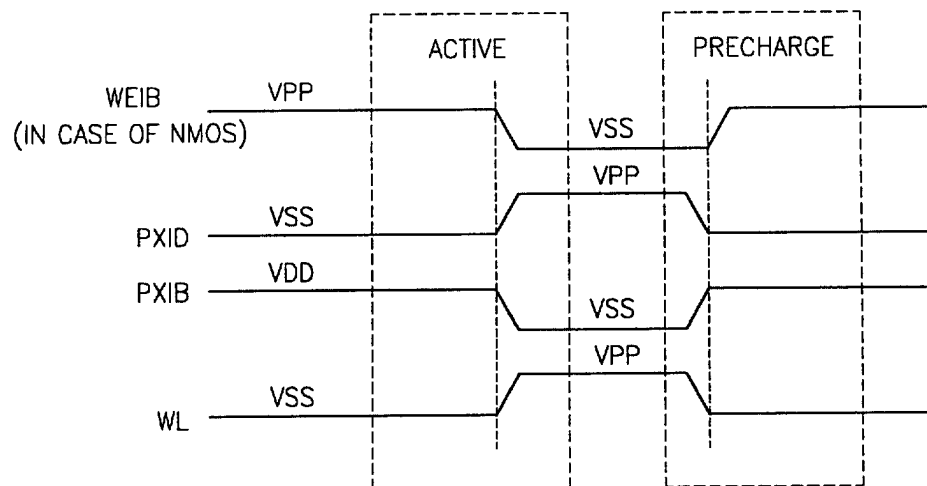 ACTIVE
PRECHARGE
WEIB
(IN CASE OF NMOS)
VPP
VSS
PXID
VSS
VPP
PXIB
VDD
VSS
WL
VSS
VPP